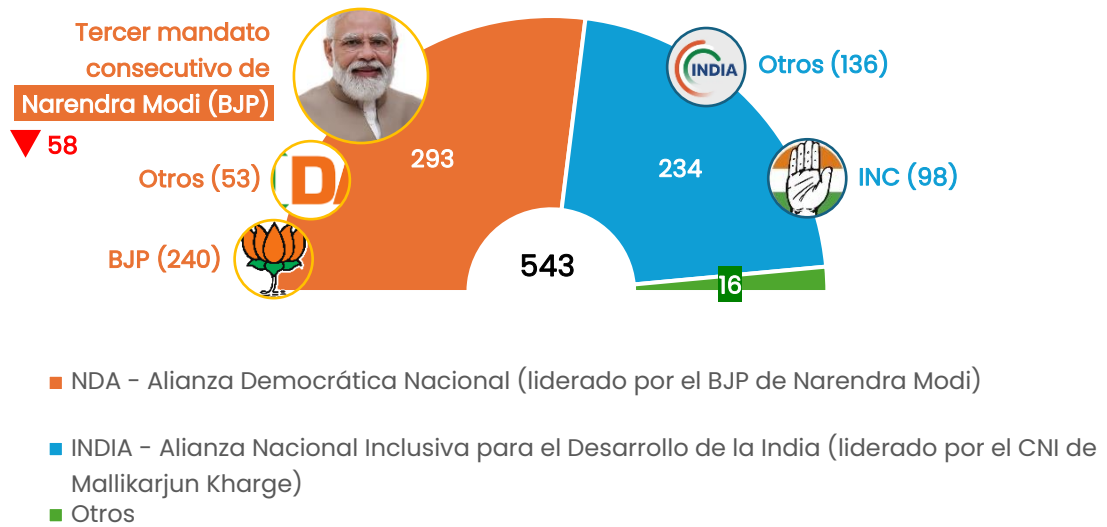 Tercer mandato
consecutivo de
Narendra Modi (BJP)
58
Otros (53)
D
BJP (240)
293
234
543
16
INDIA
Otros (136)
INC (98)
NDA - Alianza Democrática Nacional (liderado por el BJP de Narendra Modi)
INDIA - Alianza Nacional Inclusiva para el Desarrollo de la India (liderado por el CNI de
Mallikarjun Kharge)
Otros